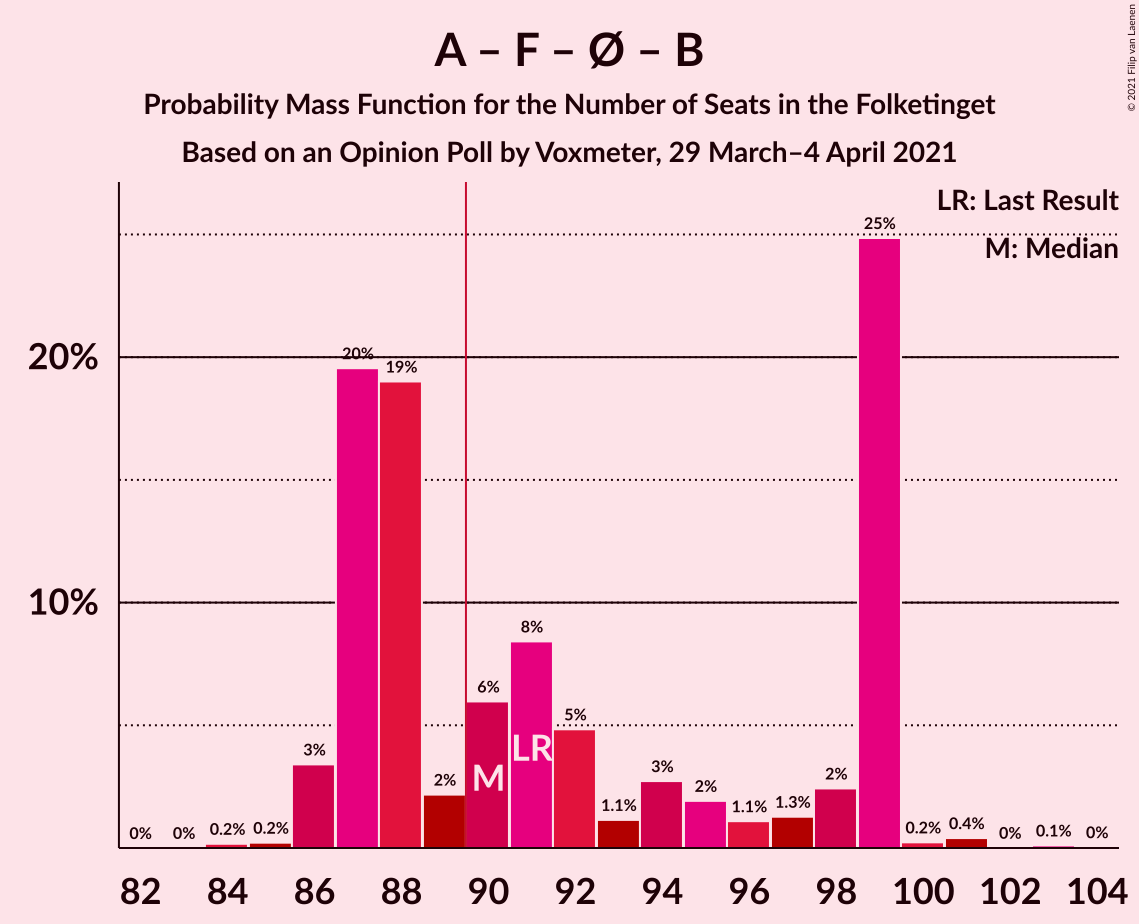 A – F – Ø – B
Probability Mass Function for the Number of Seats in the Folketinget
Based on an Opinion Poll by Voxmeter, 29 March–4 April 2021
© 2021 Filip van Laenen
LR: Last Result
M: Median
20%
10%
0%
0%
0.2%
0.2%
3%
20%
19%
2%
6%
8%
5%
1.1%
3%
2%
1.1%
1.3%
2%
25%
0.2%
0.4%
0%
0.1%
0%
M
LR
82 84 86 88 90 92 94 96 98 100 102 104